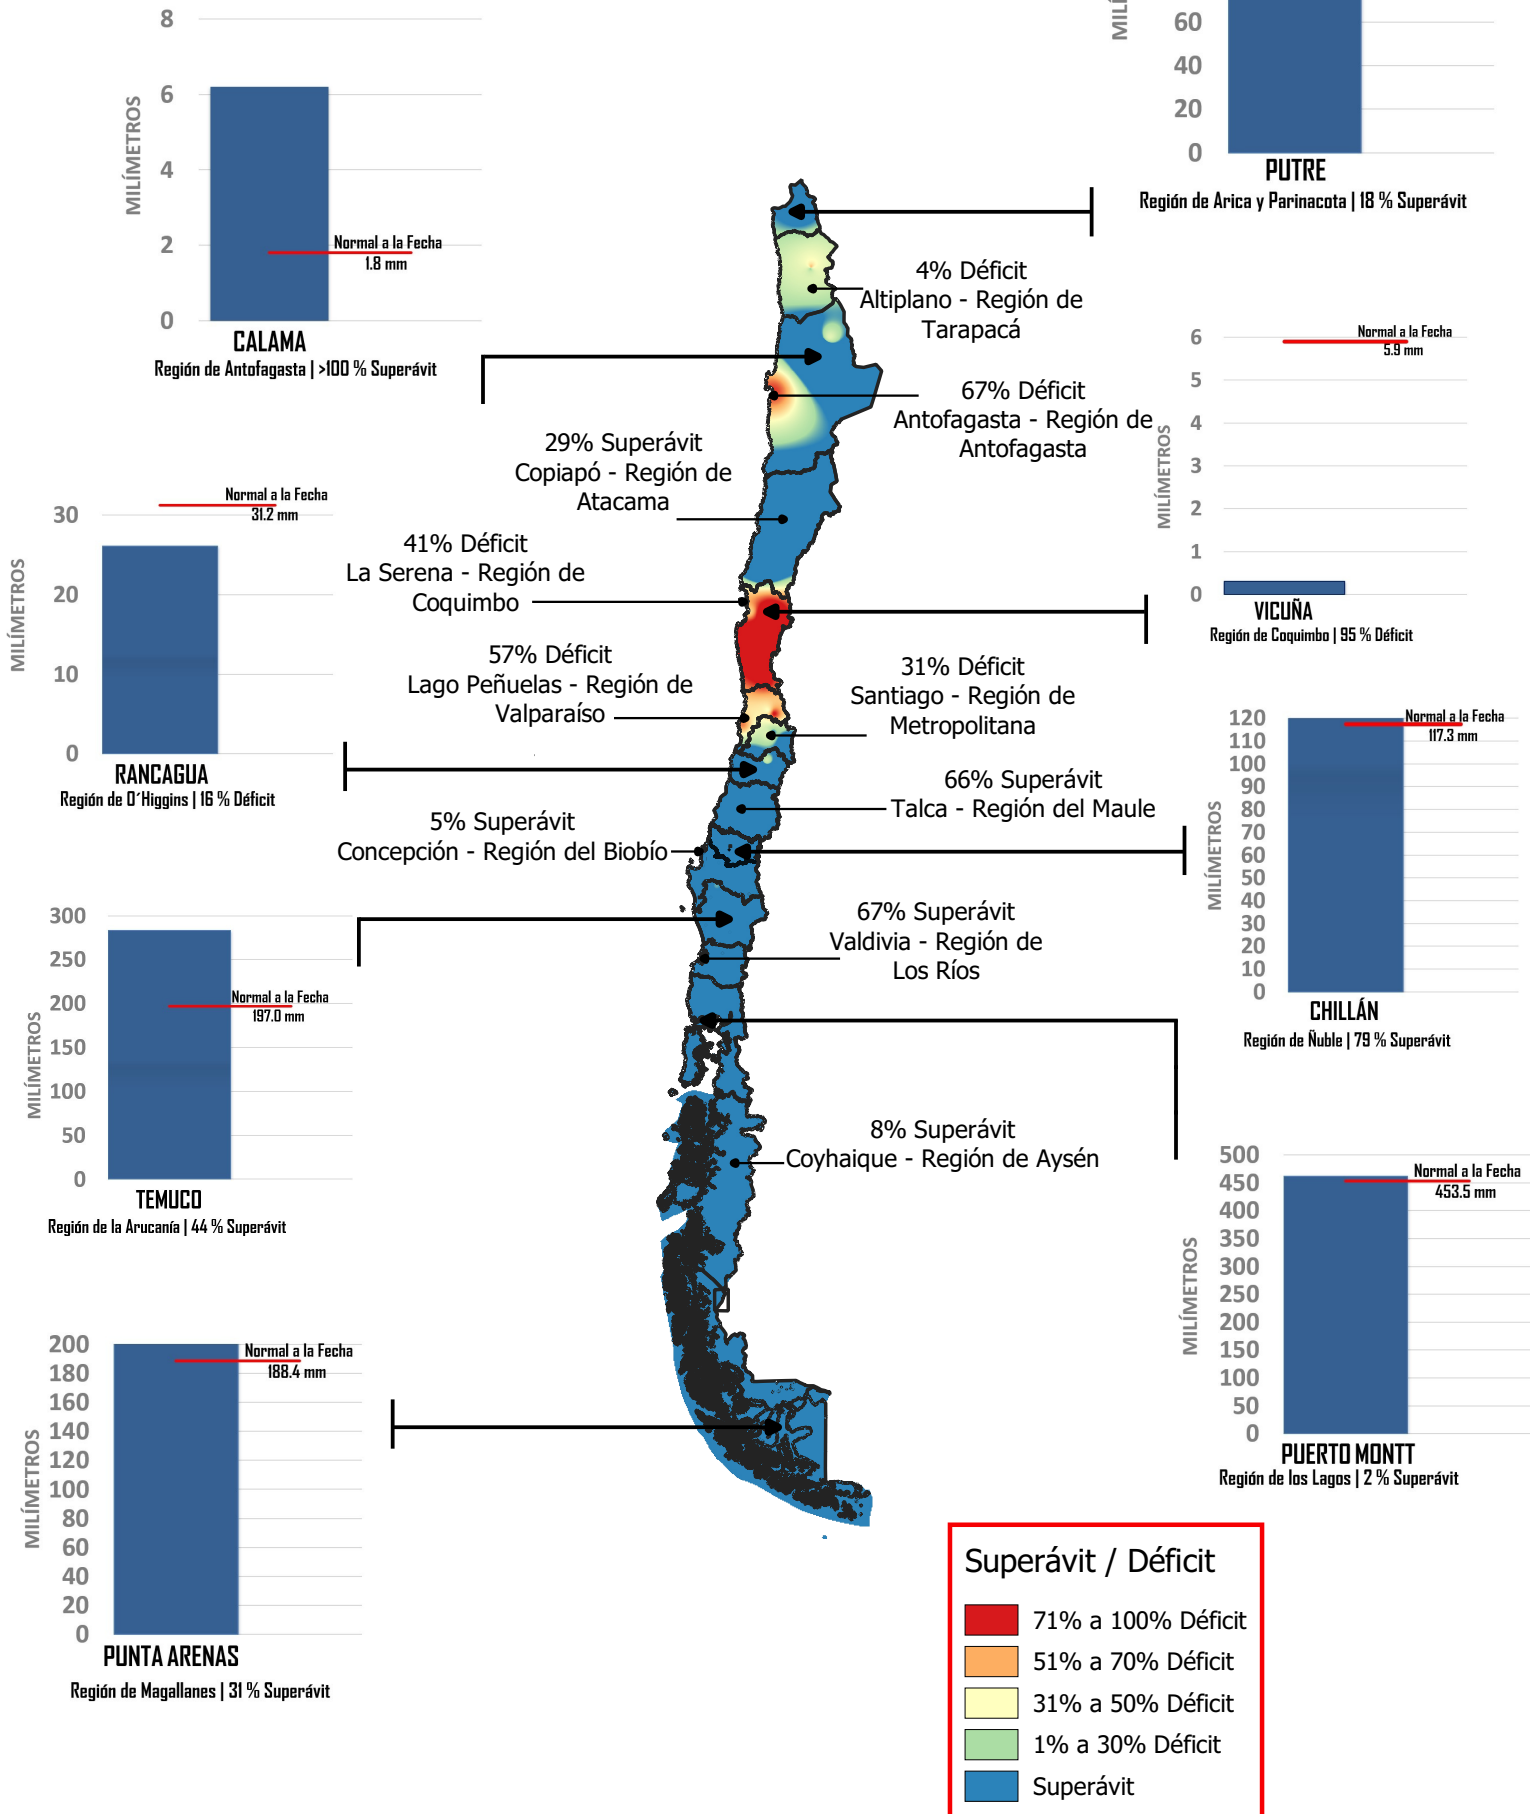 8
6
4
2
0
MILÍMETROS
Normal a la Fecha
1.8 mm
CALAMA
Región de Antofagasta | >100 % Superávit
60
40
20
0
PUTRE
Región de Arica y Parinacota | 18 % Superávit
4% Déficit
Altiplano - Región de
Tarapacá
67% Déficit
Antofagasta - Región de
Antofagasta
29% Superávit
Copiapó - Región de
Atacama
6
5
4
3
2
1
0
MILÍMETROS
Normal a la Fecha
5.9 mm
VICUÑA
Región de Coquimbo | 95 % Déficit
30
20
10
0
MILÍMETROS
Normal a la Fecha
31.2 mm
RANCAGUA
Región de O´Higgins | 16 % Déficit
41% Déficit
La Serena - Región de
Coquimbo
57% Déficit
Lago Peñuelas - Región de
Valparaíso
31% Déficit
Santiago - Región de
Metropolitana
66% Superávit
Talca - Región del Maule
5% Superávit
Concepción - Región del Biobío
120
110
100
90
80
70
60
50
40
30
20
10
0
MILÍMETROS
Normal a la Fecha
117.3 mm
CHILLÁN
Región de Ñuble | 79 % Superávit
300
250
200
150
100
50
0
MILÍMETROS
Normal a la Fecha
197.0 mm
TEMUCO
Región de la Arucanía | 44 % Superávit
67% Superávit
Valdivia - Región de
Los Ríos
8% Superávit
Coyhaique - Región de Aysén
500
450
400
350
300
250
200
150
100
50
0
MILÍMETROS
Normal a la Fecha
453.5 mm
PUERTO MONTT
Región de los Lagos | 2 % Superávit
200
180
160
140
120
100
80
60
40
20
0
MILÍMETROS
Normal a la Fecha
188.4 mm
PUNTA ARENAS
Región de Magallanes | 31 % Superávit
Superávit / Déficit
71% a 100% Déficit
51% a 70% Déficit
31% a 50% Déficit
1% a 30% Déficit
Superávit